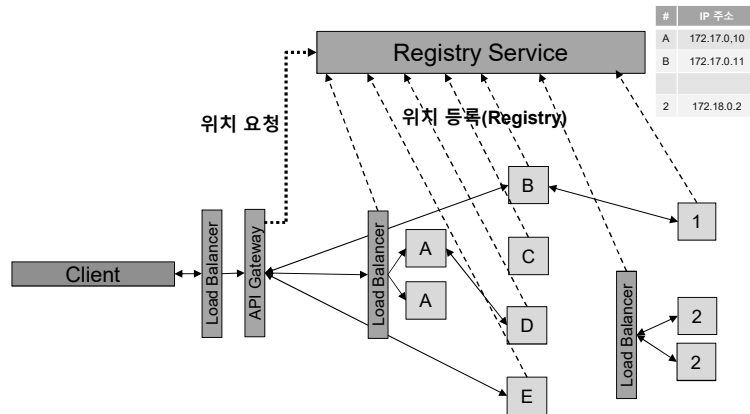 # IP 주소
A 172.17.0,10
B 172.17.0.11
2 172.18.0.2
Registry Service
위치 요청
위치 등록(Registry)
B
1
Client
Load Balancer
API Gateway
Load Balancer
A
A
C
D
E
Load Balancer
2
2